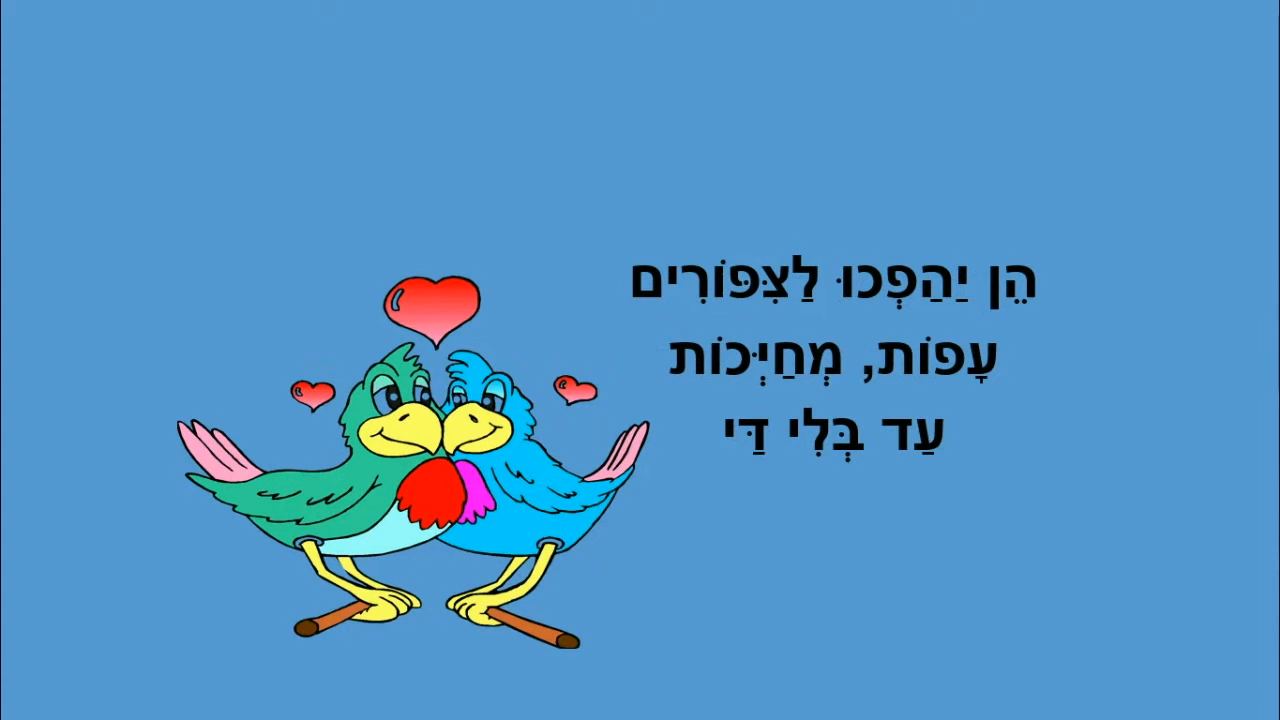 הֵן יַהַפְכוּ לַצִּפּוֹרִים
עָפוֹת, מְחַיְּכוֹת
עַד בְּלִי דַּי